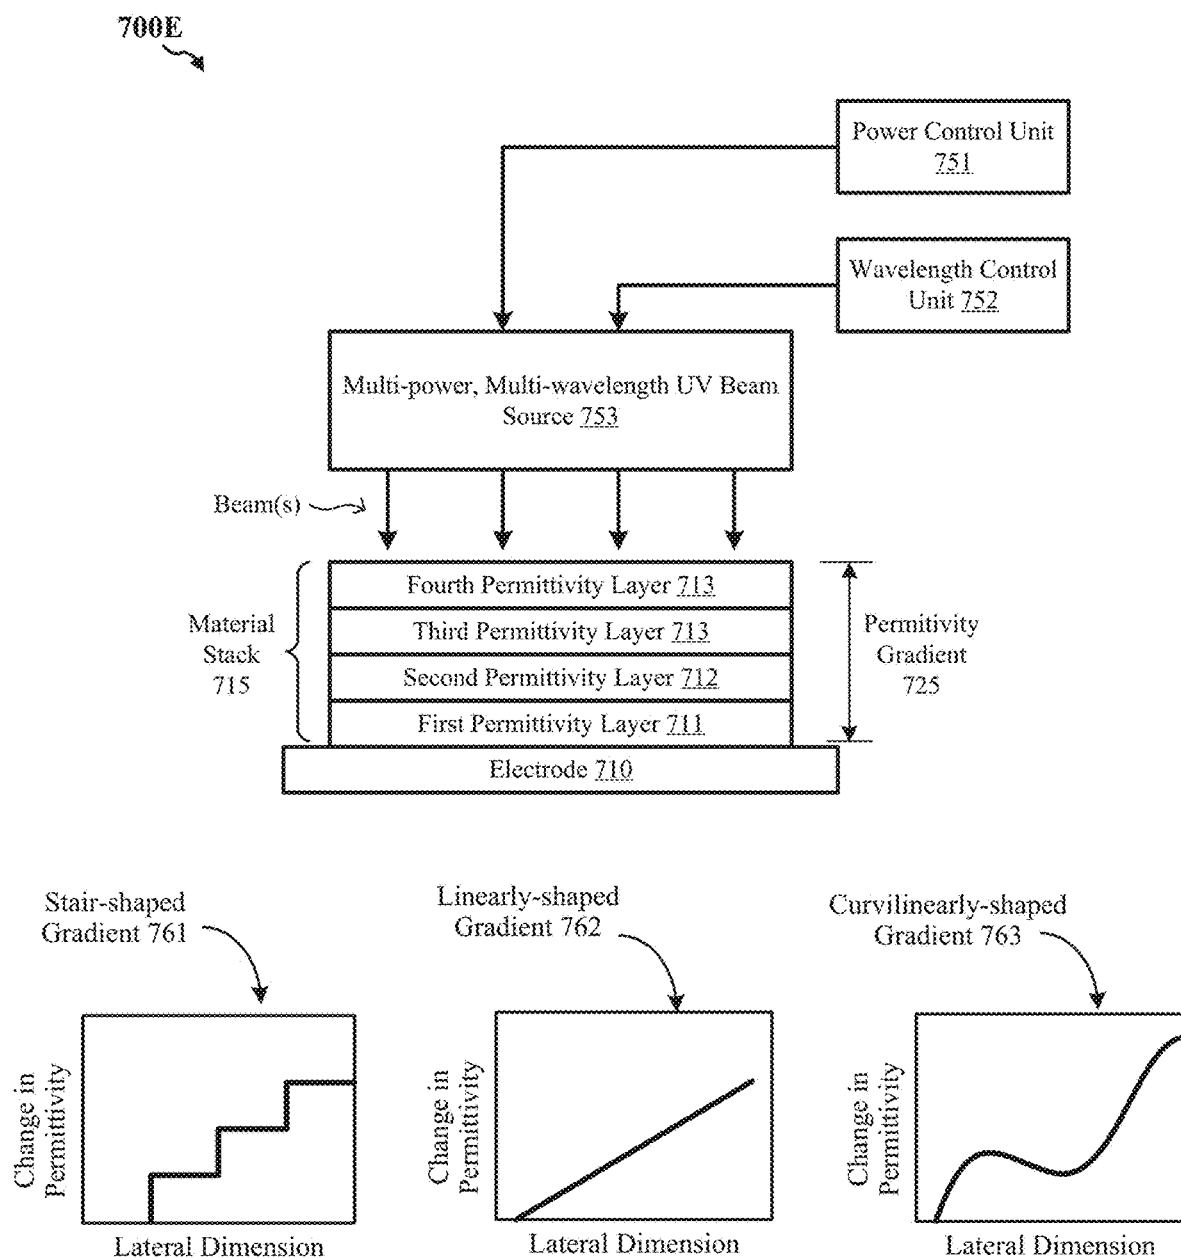 700E
Power Control Unit
751
Wavelength Control
Unit 752
Multi-power, Multi-wavelength UV Beam
Source 753
Beam(s)
Fourth Permittivity Layer 713
Third Permittivity Layer 713
Second Permittivity Layer 712
First Permittivity Layer 711
Electrode 710
Material
Stack
715
Permitivity
Gradient
725
Stair-shaped
Gradient 761
Linearly-shaped
Gradient 762
Curvilinearly-shaped
Gradient 763
Change in
Permittivity
Lateral Dimension
Change in
Permittivity
Lateral Dimension
Change in
Permittivity
Lateral Dimension